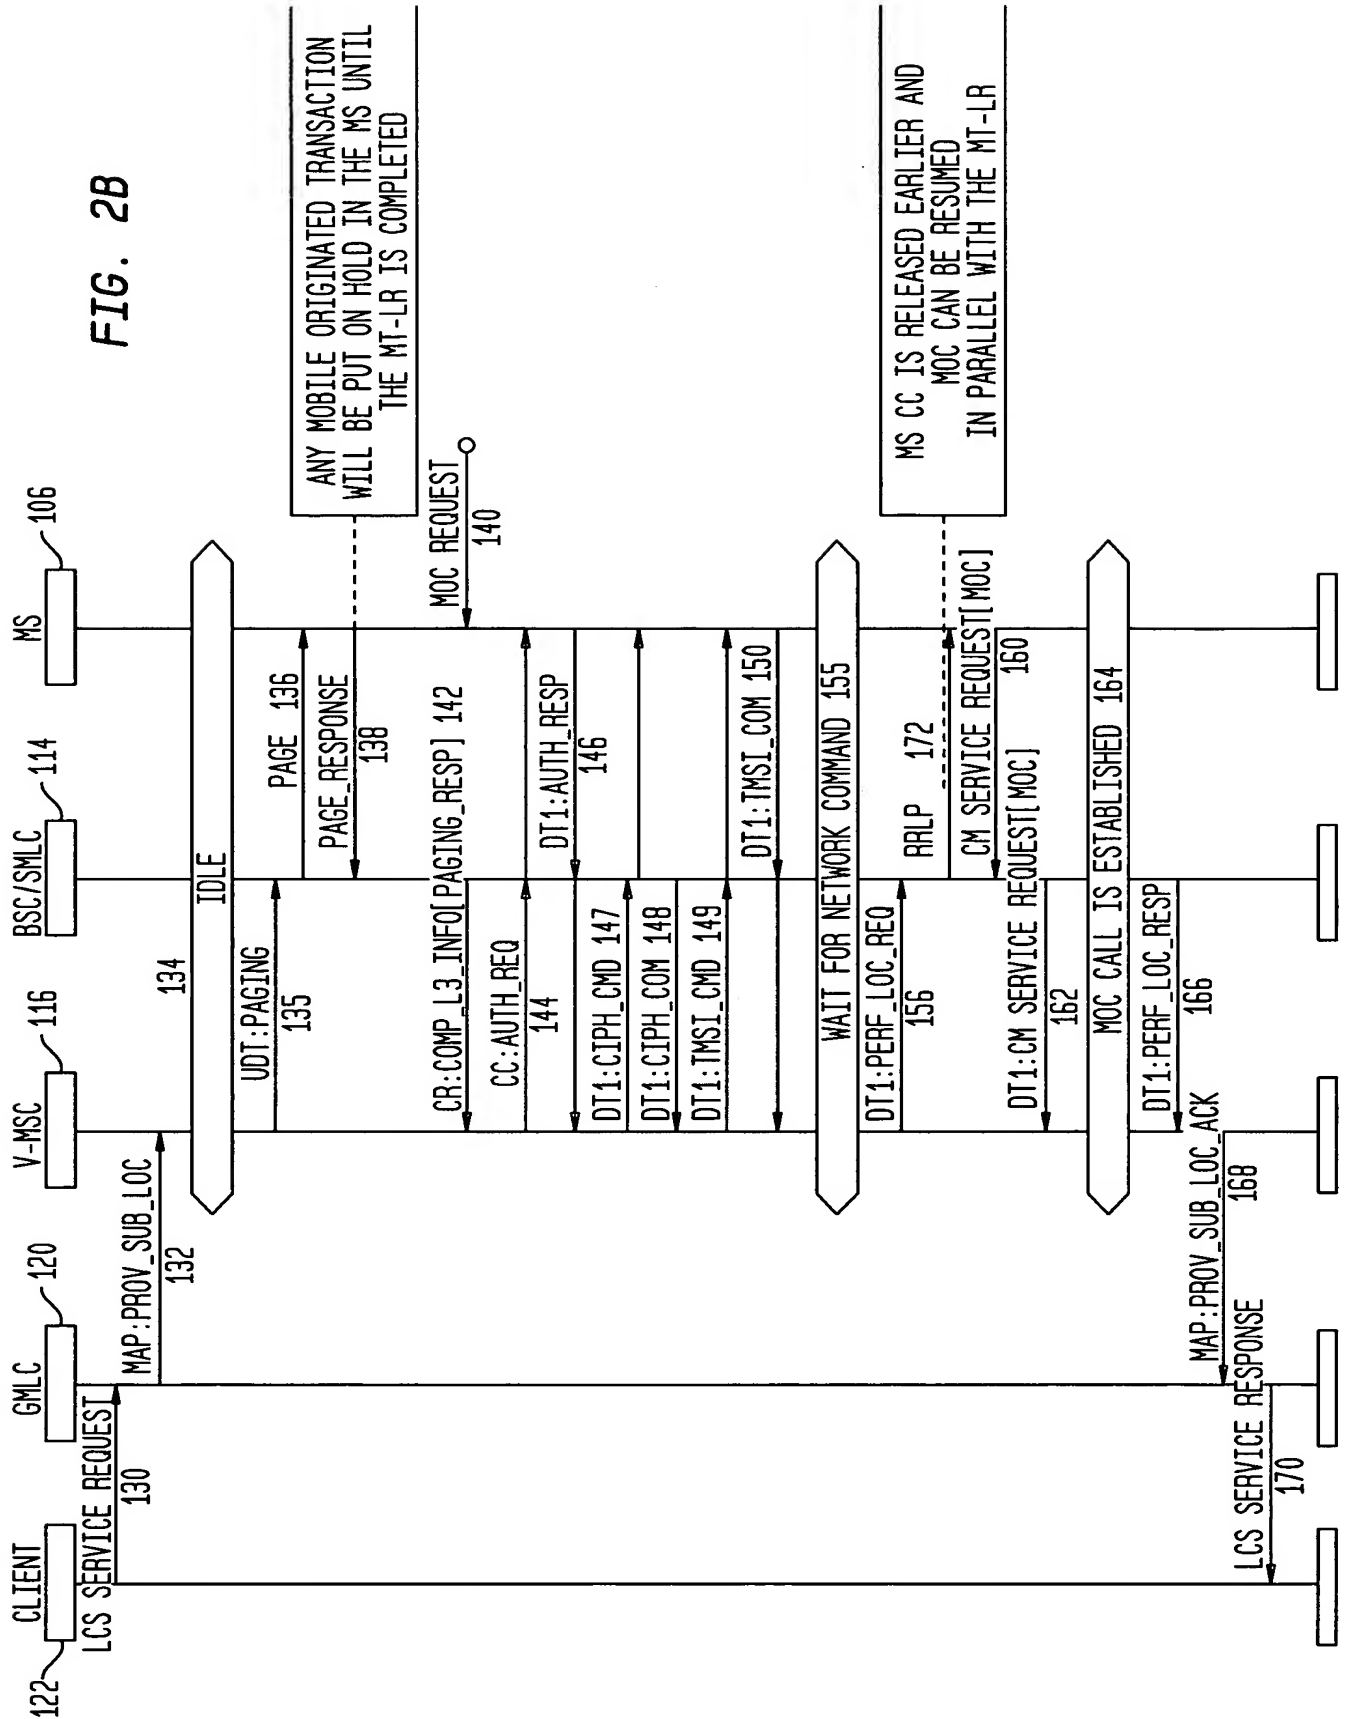 FIG. 2B
CLIENT
122
GMLC
120
V-MSC
116
BSC/SMLC
114
MS
106
LCS SERVICE REQUEST
130
MAP:PROV_SUB_LOC
132
134
IDLE
UDT:PAGING
135
PAGE 136
PAGE_RESPONSE
138
ANY MOBILE ORIGINATED TRANSACTION
WILL BE PUT ON HOLD IN THE MS UNTIL
THE MT-LR IS COMPLETED
MOC REQUEST
140
CR:COMP_L3_INFO[PAGING_RESP] 142
CC:AUTH_REQ
144
DT1:AUTH_RESP
146
DT1:CIPH_CMD 147
DT1:CIPH_COM 148
DT1:TMSI_CMD 149
DT1:TMSI_COM 150
WAIT FOR NETWORK COMMAND 155
DT1:PERF_LOC_REQ
156
RRLP 172
MS CC IS RELEASED EARLIER AND
MOC CAN BE RESUMED
IN PARALLEL WITH THE MT-LR
CM SERVICE REQUEST[MOC]
160
DT1:CM SERVICE REQUEST[MOC]
162
MOC CALL IS ESTABLISHED 164
DT1:PERF_LOC_RESP
166
MAP:PROV_SUB_LOC_ACK
168
LCS SERVICE RESPONSE
170